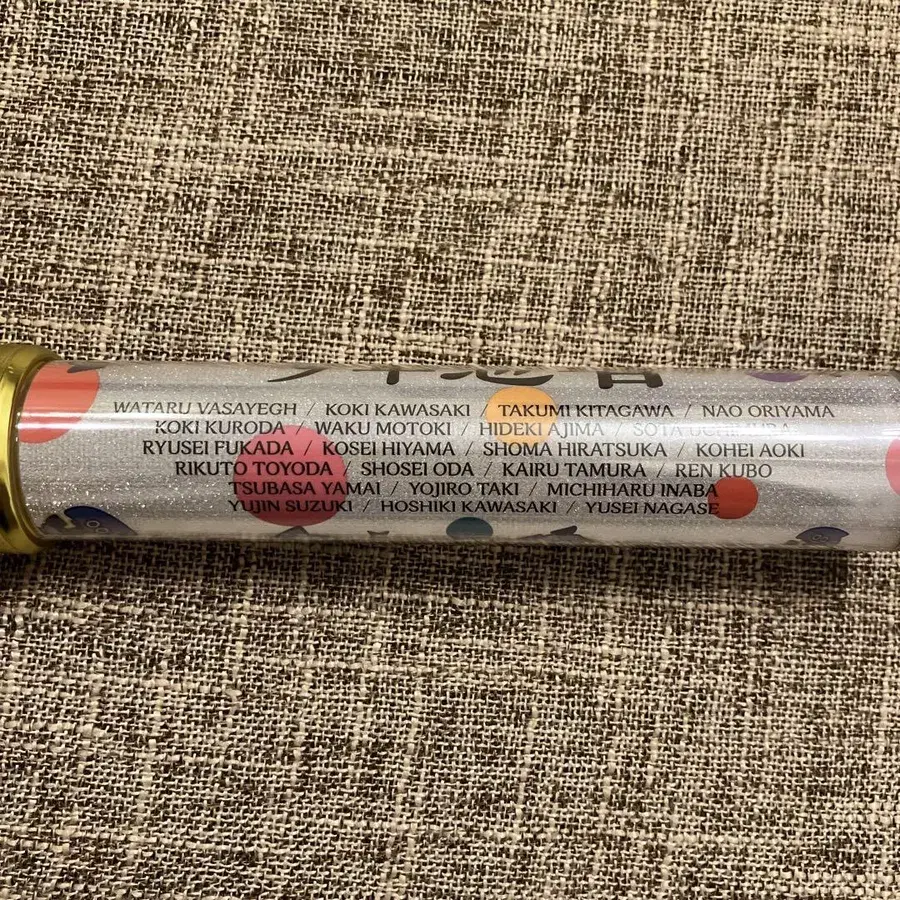 WATARU VASAYEGH / KOKI KAWASAKI / TAKUMI KITAGAWA / NAO ORIYAMA
KOKI KURODA / WAKU MOTOKI / HIDEKI AJIMA / SOTA UCHIMURA
RYUSEI FUKADA / KOSEI HIYAMA / SHOMA HIRATSUKA / KOHEI AOKI
RIKUTO TOYODA / SHOSEI ODA / KAIRU TAMURA / REN KUBO
TSUBASA YAMAI / YOJIRO TAKI / MICHIHARU INABA
YUJIN SUZUKI / HOSHIKI KAWASAKI / YUSEI NAGASE